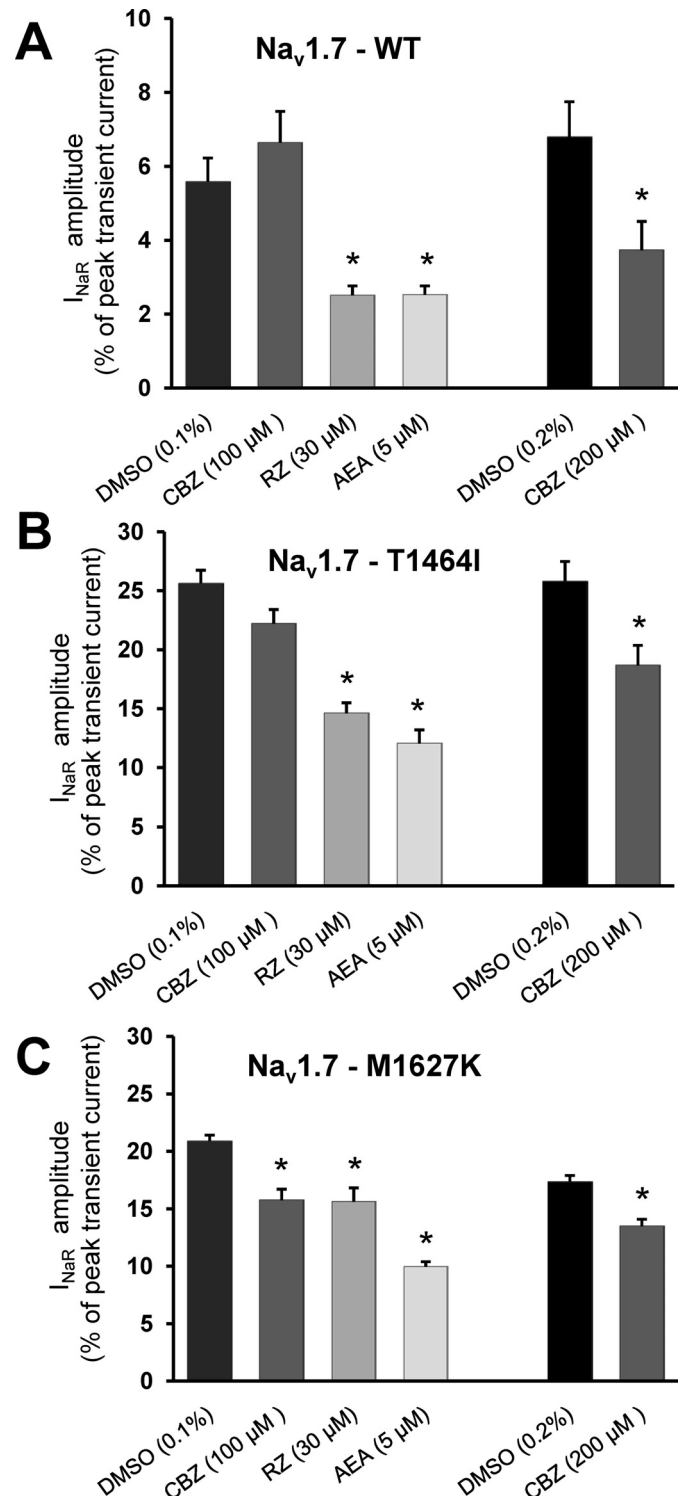 A
Nav1.7 - WT
INaR amplitude
(% of peak transient current)
10
8
6
4
2
0
*
*
*
DMSO (0.1%)
CBZ (100 µM )
RZ (30 µM)
AEA (5 µM)
DMSO (0.2%)
CBZ (200 µM )
B
Nav1.7 - T1464I
INaR amplitude
(% of peak transient current)
30
25
20
15
10
5
0
*
*
*
DMSO (0.1%)
CBZ (100 µM )
RZ (30 µM)
AEA (5 µM)
DMSO (0.2%)
CBZ (200 µM )
C
Nav1.7 - M1627K
INaR amplitude
(% of peak transient current)
30
25
20
15
10
5
0
*
*
*
*
DMSO (0.1%)
CBZ (100 µM )
RZ (30 µM)
AEA (5 µM)
DMSO (0.2%)
CBZ (200 µM )